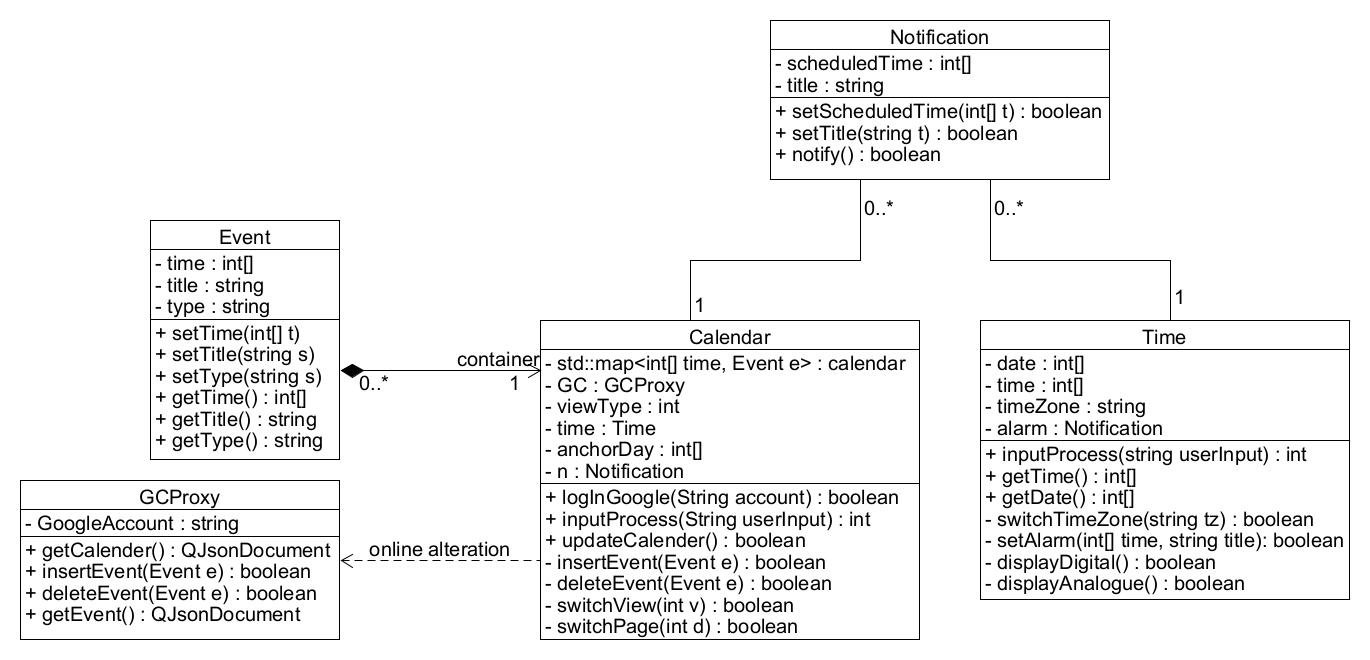 Notification
- scheduledTime : int[]
- title : string
+ setScheduledTime(int[] t) : boolean
+ setTitle(string t) : boolean
+ notify() : boolean
0..*
0..*
1
1
Event
- time : int[]
- title : string
- type : string
+ setTime(int[] t)
+ setTitle(string s)
+ setType(string s)
+ getTime() : int[]
+ getTitle() : string
+ getType() : string
container
0..*
1
Calendar
- std::map<int[] time, Event e> : calendar
- GC : GCProxy
- viewType : int
- time : Time
- anchorDay : int[]
- n : Notification
+ logInGoogle(String account) : boolean
+ inputProcess(String userInput) : int
+ updateCalender() : boolean
- insertEvent(Event e) : boolean
- deleteEvent(Event e) : boolean
- switchView(int v) : boolean
- switchPage(int d) : boolean
Time
- date : int[]
- time : int[]
- timeZone : string
- alarm : Notification
+ inputProcess(string userInput) : int
+ getTime() : int[]
+ getDate() : int[]
- switchTimeZone(string tz) : boolean
- setAlarm(int[] time, string title): boolean
- displayDigital() : boolean
- displayAnalogue() : boolean
GCProxy
- GoogleAccount : string
+ getCalender() : QJsonDocument
+ insertEvent(Event e) : boolean
+ deleteEvent(Event e) : boolean
+ getEvent() : QJsonDocument
online alteration